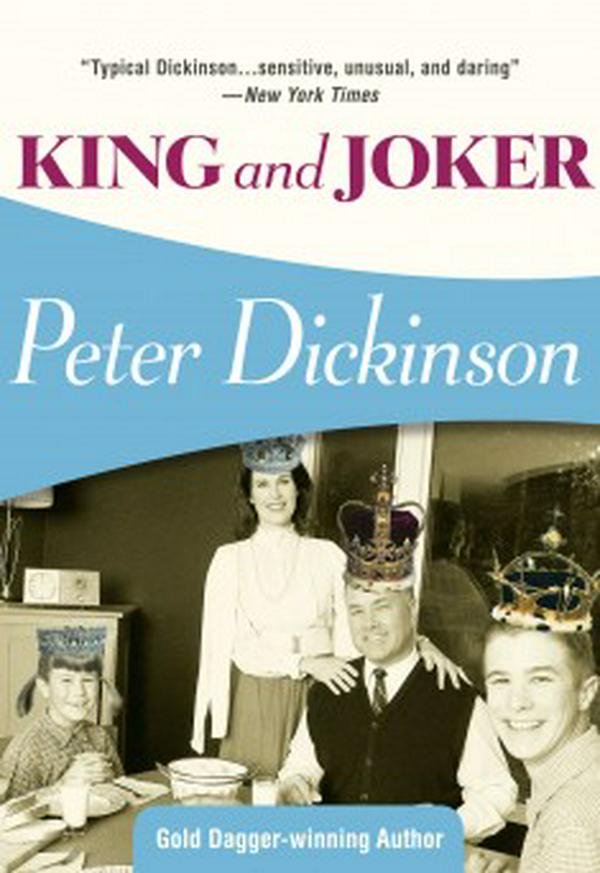 “Typical Dickinson...sensitive, unusual, and daring”
—New York Times
KING and JOKER
Peter Dickinson
Gold Dagger-winning Author